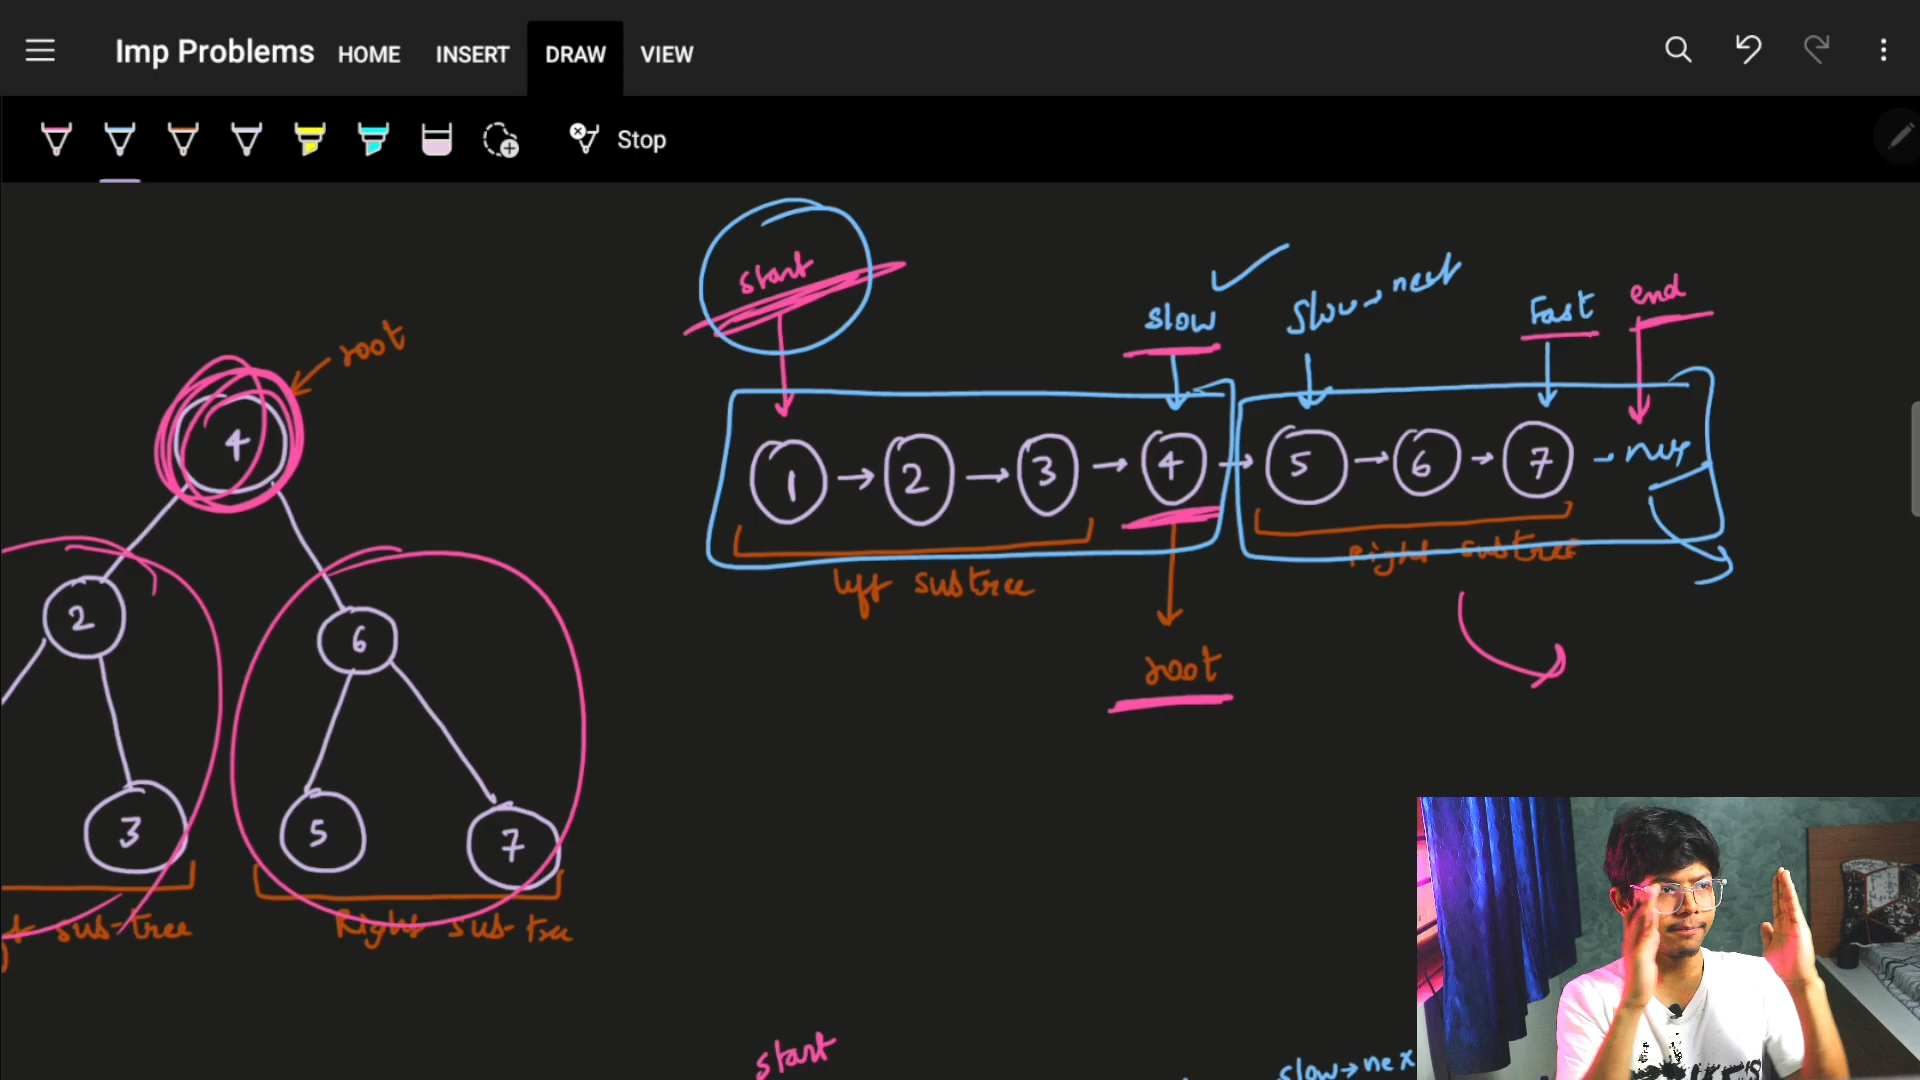 Imp Problems HOME INSERT DRAW VIEW
Stop
start
slow
slow→next
Fast
end
root
4
1 → 2 → 3 → 4 → 5 → 6 → 7 →
2
6
left subtree
Right subtree
root
3
5
7
sub-tree
Right sub-tree
start
slow→nex